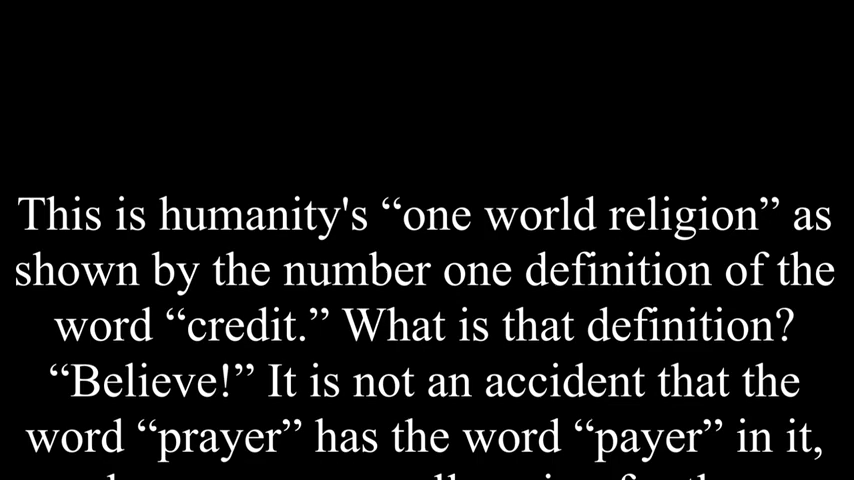 This is humanity's “one world religion” as
shown by the number one definition of the
word “credit.” What is that definition?
“Believe!” It is not an accident that the
word “prayer” has the word “payer” in it,